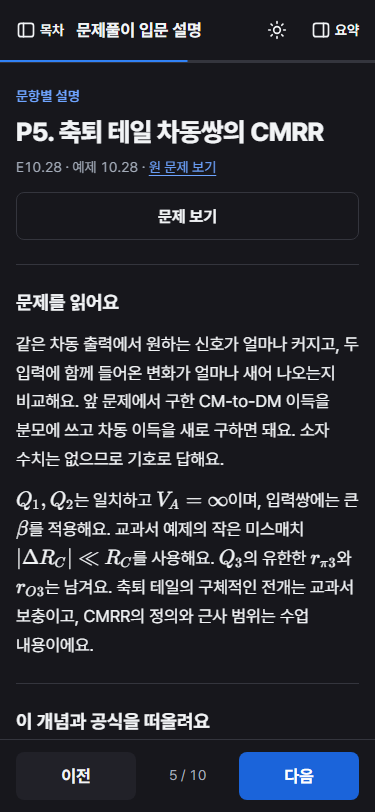 목차 문제풀이 입문 설명 요약
문항별 설명
P5. 축퇴 테일 차동쌍의 CMRR
E10.28 · 예제 10.28 · 원 문제 보기
문제 보기
문제를 읽어요
같은 차동 출력에서 원하는 신호가 얼마나 커지고, 두
입력에 함께 들어온 변화가 얼마나 새어 나오는지
비교해요. 앞 문제에서 구한 CM-to-DM 이득을
분모에 쓰고 차동 이득을 새로 구하면 돼요. 소자
수치는 없으므로 기호로 답해요.
Q₁, Q₂는 일치하고 V_A = ∞이며, 입력쌍에는 큰
β를 적용해요. 교과서 예제의 작은 미스매치
|ΔR_C| ≪ R_C를 사용해요. Q₃의 유한한 r_{π3}와
r_{O3}는 남겨요. 축퇴 테일의 구체적인 전개는 교과서
보충이고, CMRR의 정의와 근사 범위는 수업
내용이에요.
이 개념과 공식을 떠올려요
이전 5 / 10 다음